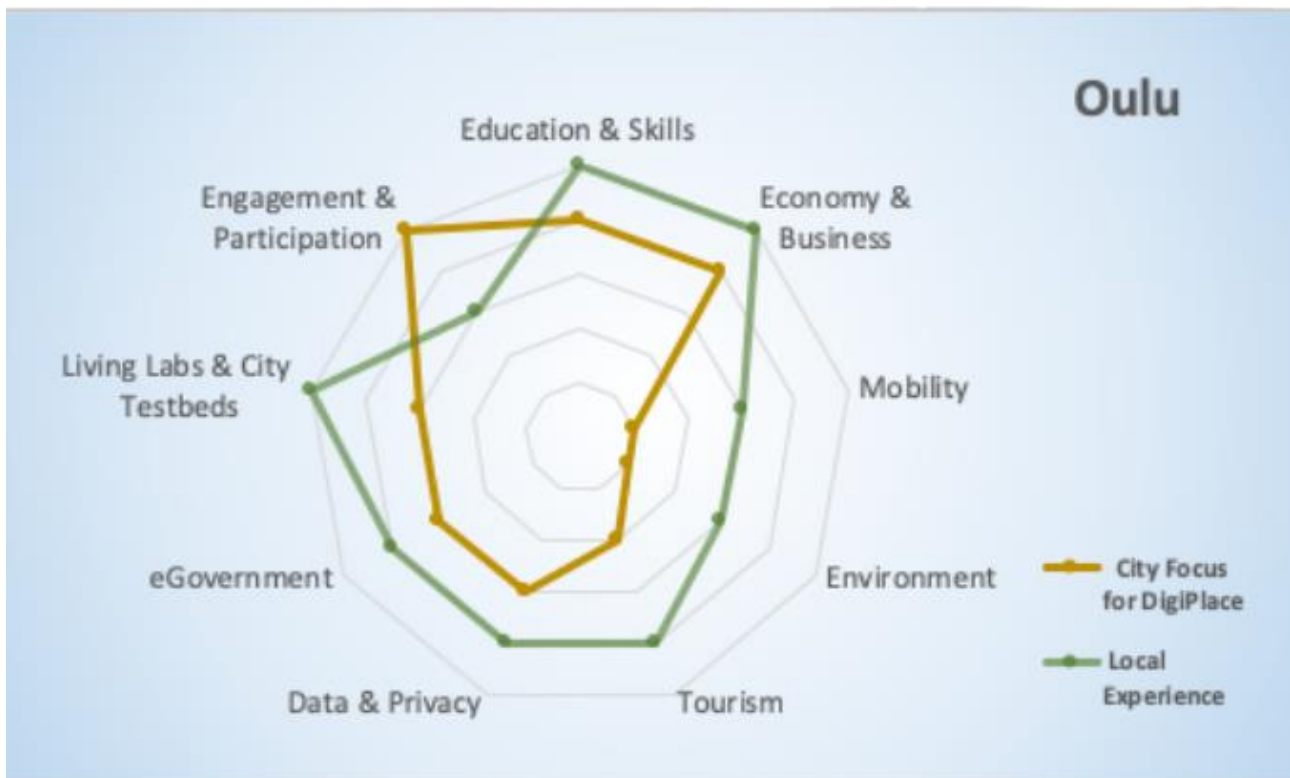 Oulu
Education & Skills
Engagement &
Participation
Economy &
Business
Living Labs & City
Testbeds
Mobility
eGovernment
Environment
Data & Privacy
Tourism
City Focus
for DigiPlace
Local
Experience